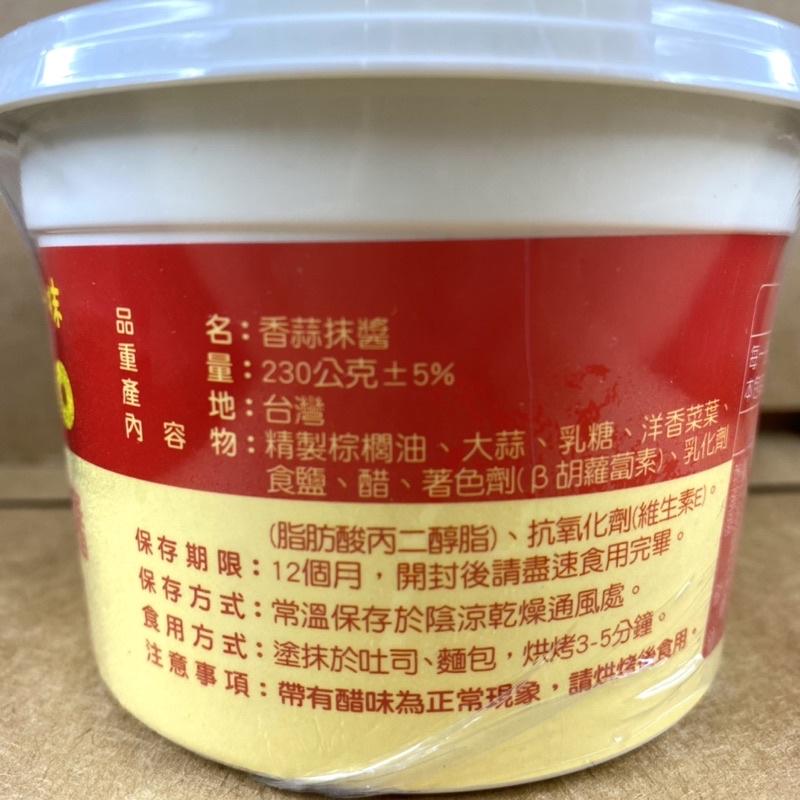 抹
品名：香蒜抹醬
重量：230公克±5%
產地：台灣
內容物：精製棕櫚油、大蒜、乳糖、洋香菜葉、
食鹽、醋、著色劑(β胡蘿蔔素)、乳化劑
(脂肪酸丙二醇脂)、抗氧化劑(維生素E)。
保存期限：12個月，開封後請盡速食用完畢。
保存方式：常溫保存於陰涼乾燥通風處。
食用方式：塗抹於吐司、麵包，烘烤3-5分鐘。
注意事項：帶有醋味為正常現象，請烘烤後食用。
每一
本包